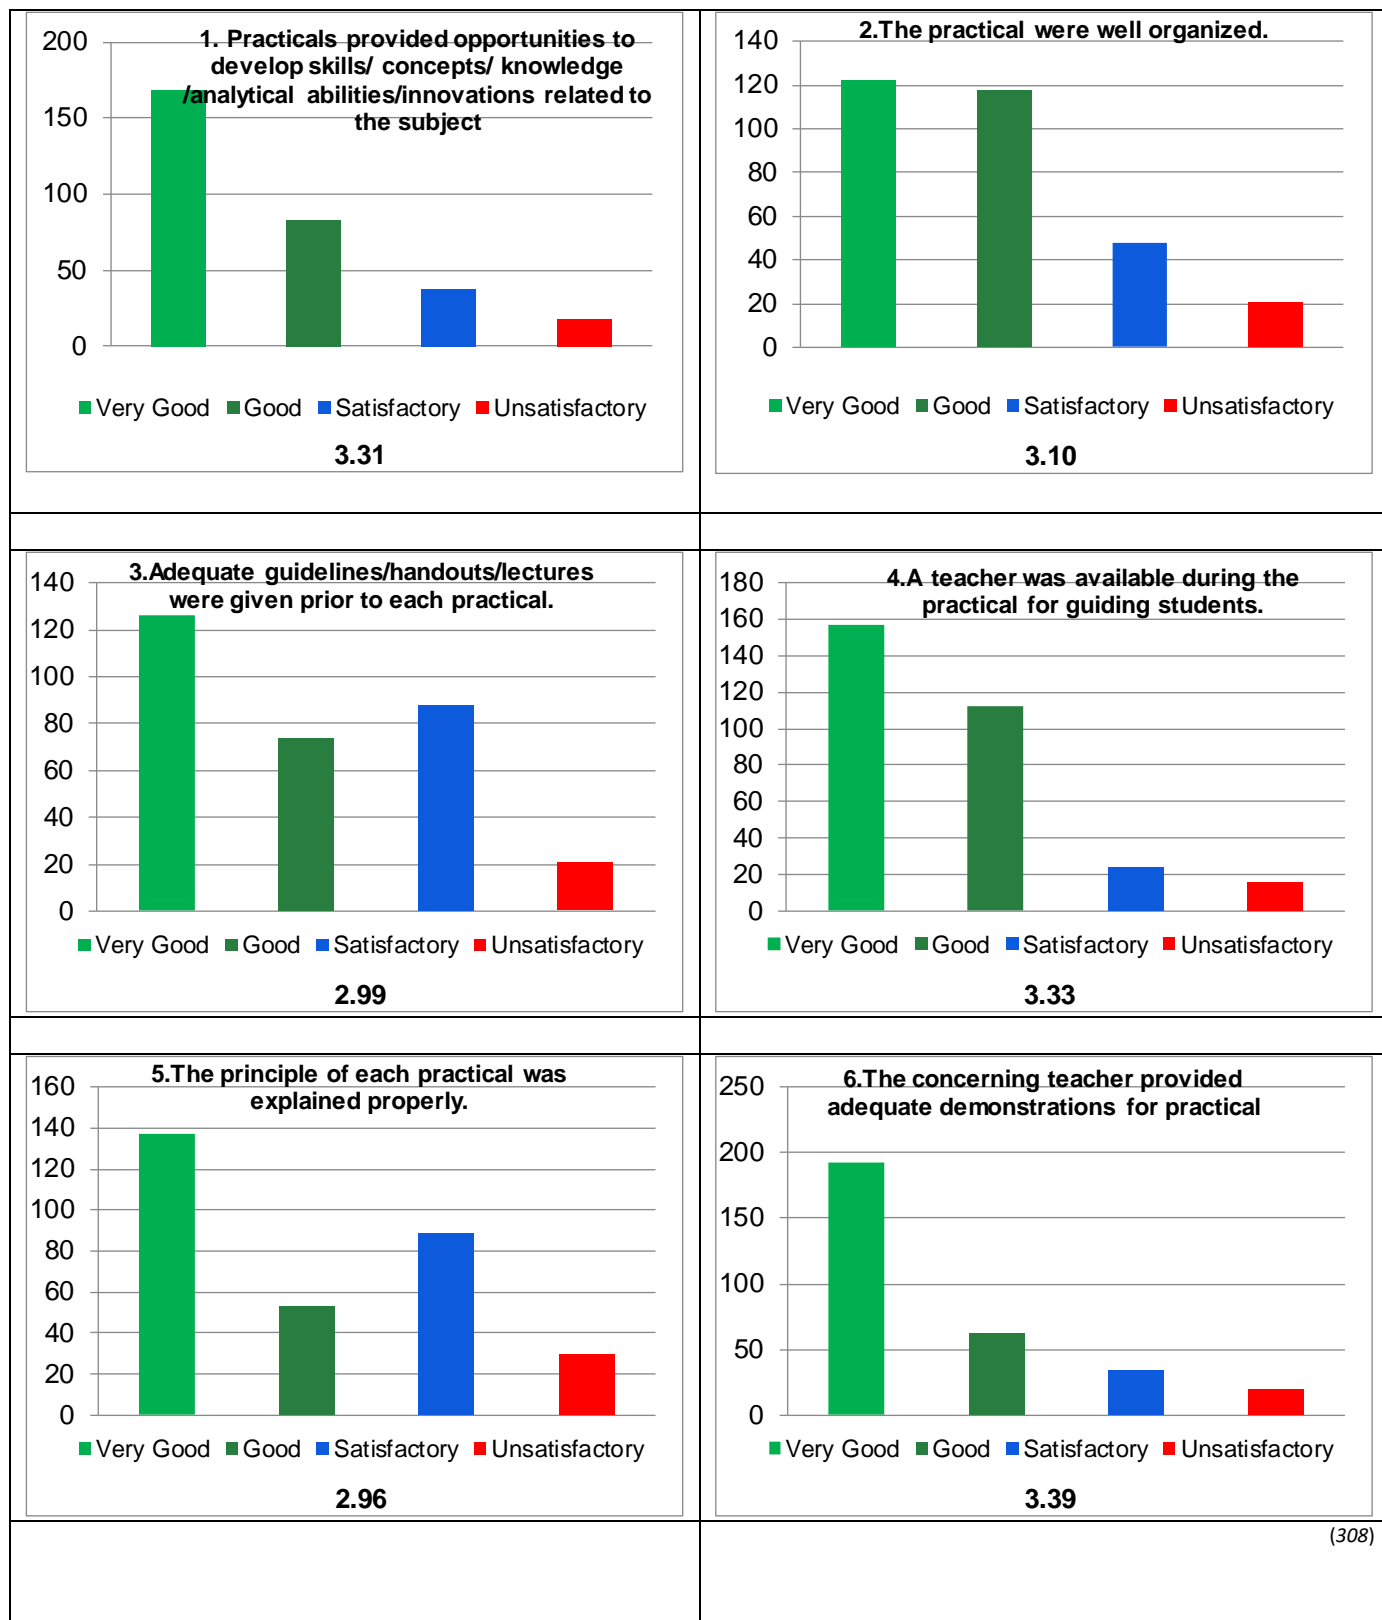 1. Practicals provided opportunities to
develop skills/ concepts/ knowledge
/analytical abilities/innovations related to
the subject
200
150
100
50
0
Very Good Good Satisfactory Unsatisfactory
3.31
2.The practical were well organized.
140
120
100
80
60
40
20
0
Very Good Good Satisfactory Unsatisfactory
3.10
3.Adequate guidelines/handouts/lectures
were given prior to each practical.
140
120
100
80
60
40
20
0
Very Good Good Satisfactory Unsatisfactory
2.99
4.A teacher was available during the
practical for guiding students.
180
160
140
120
100
80
60
40
20
0
Very Good Good Satisfactory Unsatisfactory
3.33
5.The principle of each practical was
explained properly.
160
140
120
100
80
60
40
20
0
Very Good Good Satisfactory Unsatisfactory
2.96
6.The concerning teacher provided
adequate demonstrations for practical
250
200
150
100
50
0
Very Good Good Satisfactory Unsatisfactory
3.39
(308)